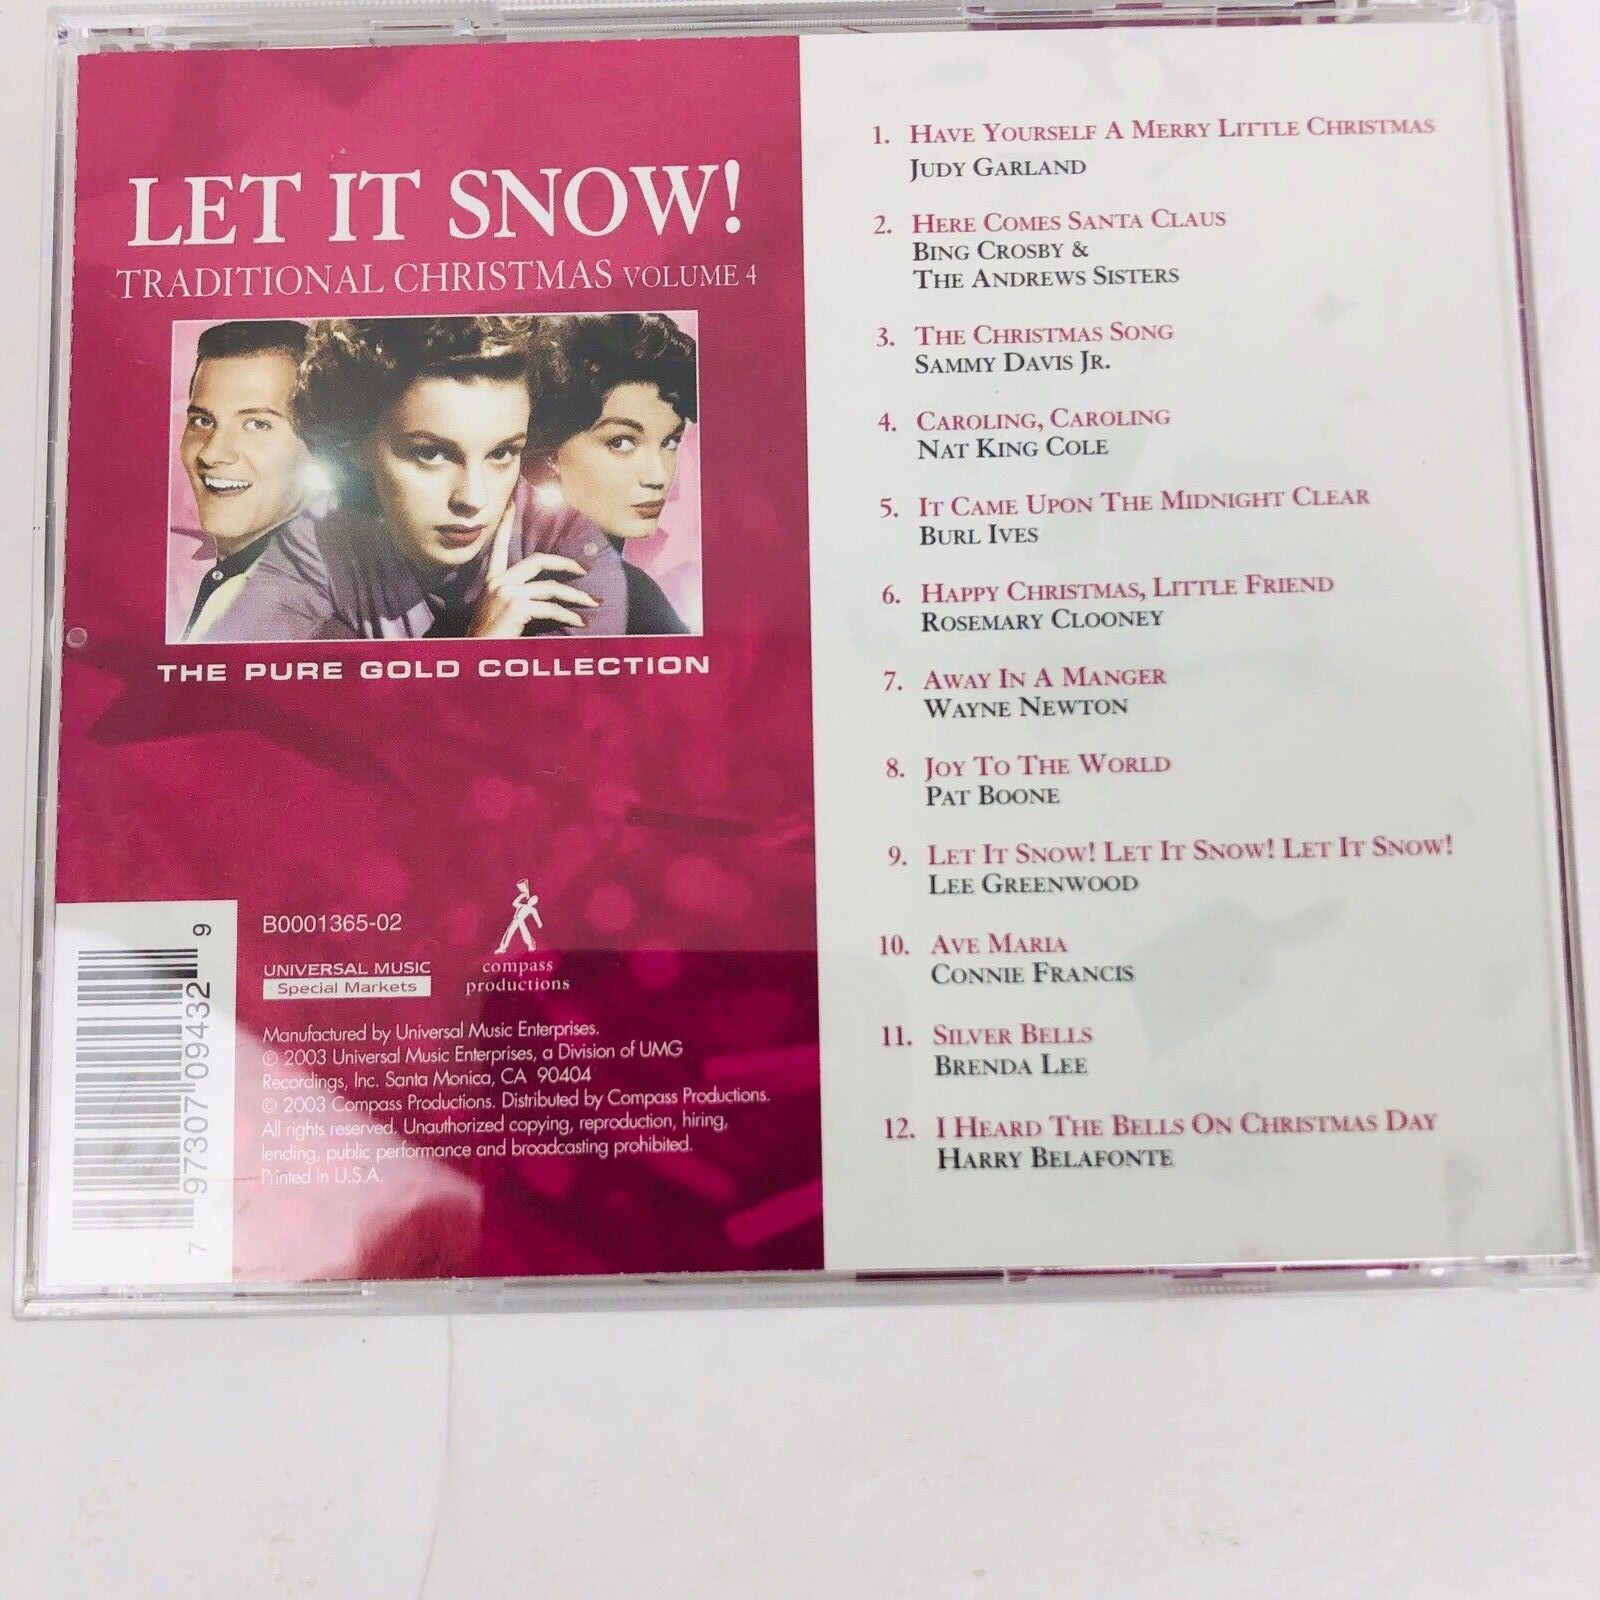 LET IT SNOW!
TRADITIONAL CHRISTMAS VOLUME 4
THE PURE GOLD COLLECTION
B0001365-02
UNIVERSAL MUSIC
Special Markets
compass
productions
Manufactured by Universal Music Enterprises.
℗ 2003 Universal Music Enterprises, a Division of UMG
Recordings, Inc. Santa Monica, CA 90404
© 2003 Compass Productions. Distributed by Compass Productions.
All rights reserved. Unauthorized copying, reproduction, hiring,
lending, public performance and broadcasting prohibited.
Printed in U.S.A.
7 97307 09432 9
1. HAVE YOURSELF A MERRY LITTLE CHRISTMAS
JUDY GARLAND
2. HERE COMES SANTA CLAUS
BING CROSBY &
THE ANDREWS SISTERS
3. THE CHRISTMAS SONG
SAMMY DAVIS JR.
4. CAROLING, CAROLING
NAT KING COLE
5. IT CAME UPON THE MIDNIGHT CLEAR
BURL IVES
6. HAPPY CHRISTMAS, LITTLE FRIEND
ROSEMARY CLOONEY
7. AWAY IN A MANGER
WAYNE NEWTON
8. JOY TO THE WORLD
PAT BOONE
9. LET IT SNOW! LET IT SNOW! LET IT SNOW!
LEE GREENWOOD
10. AVE MARIA
CONNIE FRANCIS
11. SILVER BELLS
BRENDA LEE
12. I HEARD THE BELLS ON CHRISTMAS DAY
HARRY BELAFONTE